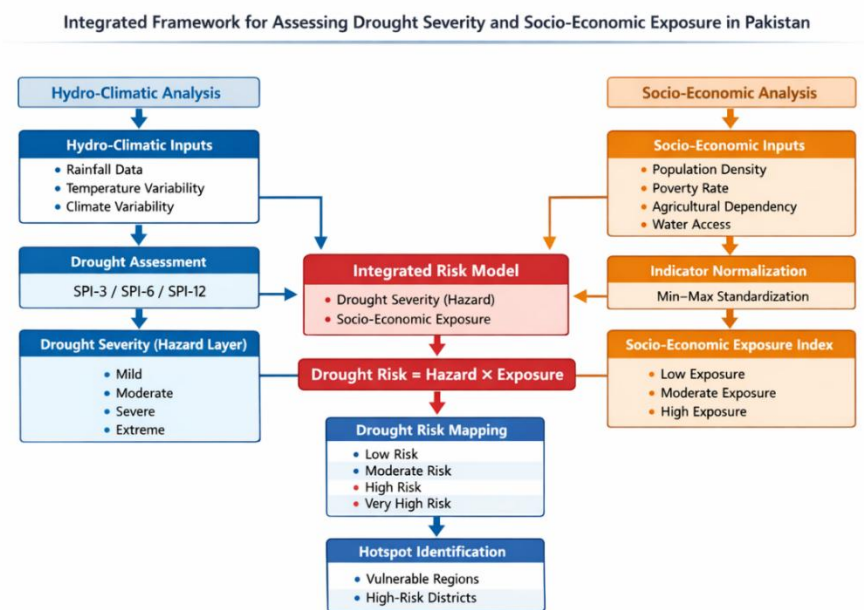 Integrated Framework for Assessing Drought Severity and Socio-Economic Exposure in Pakistan
Hydro-Climatic Analysis
Hydro-Climatic Inputs
• Rainfall Data
• Temperature Variability
• Climate Variability
Drought Assessment
SPI-3 / SPI-6 / SPI-12
Drought Severity (Hazard Layer)
• Mild
• Moderate
• Severe
• Extreme
Integrated Risk Model
• Drought Severity (Hazard)
• Socio-Economic Exposure
Drought Risk = Hazard × Exposure
Drought Risk Mapping
• Low Risk
• Moderate Risk
• High Risk
• Very High Risk
Hotspot Identification
• Vulnerable Regions
• High-Risk Districts
Socio-Economic Analysis
Socio-Economic Inputs
• Population Density
• Poverty Rate
• Agricultural Dependency
• Water Access
Indicator Normalization
Min–Max Standardization
Socio-Economic Exposure Index
• Low Exposure
• Moderate Exposure
• High Exposure